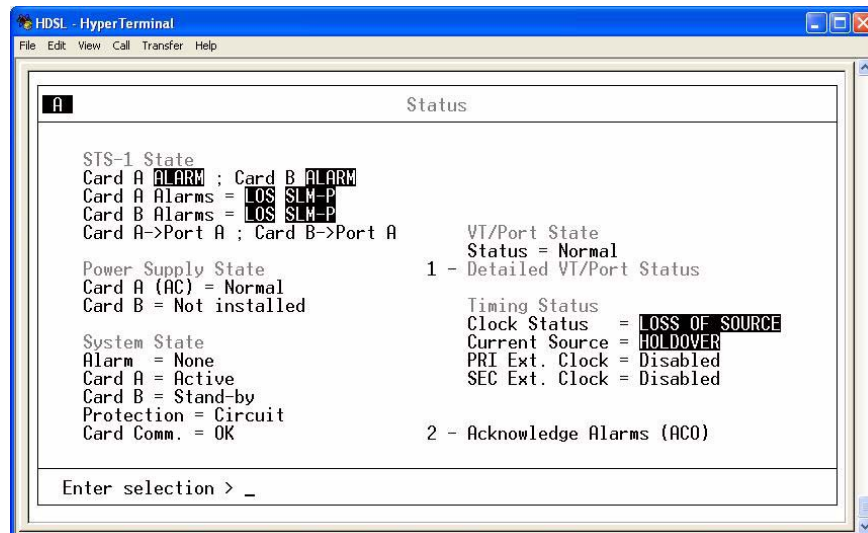 HDSL - HyperTerminal
File Edit View Call Transfer Help
A Status
STS-1 State
Card A ALARM ; Card B ALARM
Card A Alarms = LOS SLM-P
Card B Alarms = LOS SLM-P
Card A->Port A ; Card B->Port A
Power Supply State
Card A (AC) = Normal
Card B = Not installed
System State
Alarm = None
Card A = Active
Card B = Stand-by
Protection = Circuit
Card Comm. = OK
VT/Port State
Status = Normal
1 - Detailed VT/Port Status
Timing Status
Clock Status = LOSS OF SOURCE
Current Source = HOLDOVER
PRI Ext. Clock = Disabled
SEC Ext. Clock = Disabled
2 - Acknowledge Alarms (ACO)
Enter selection > _